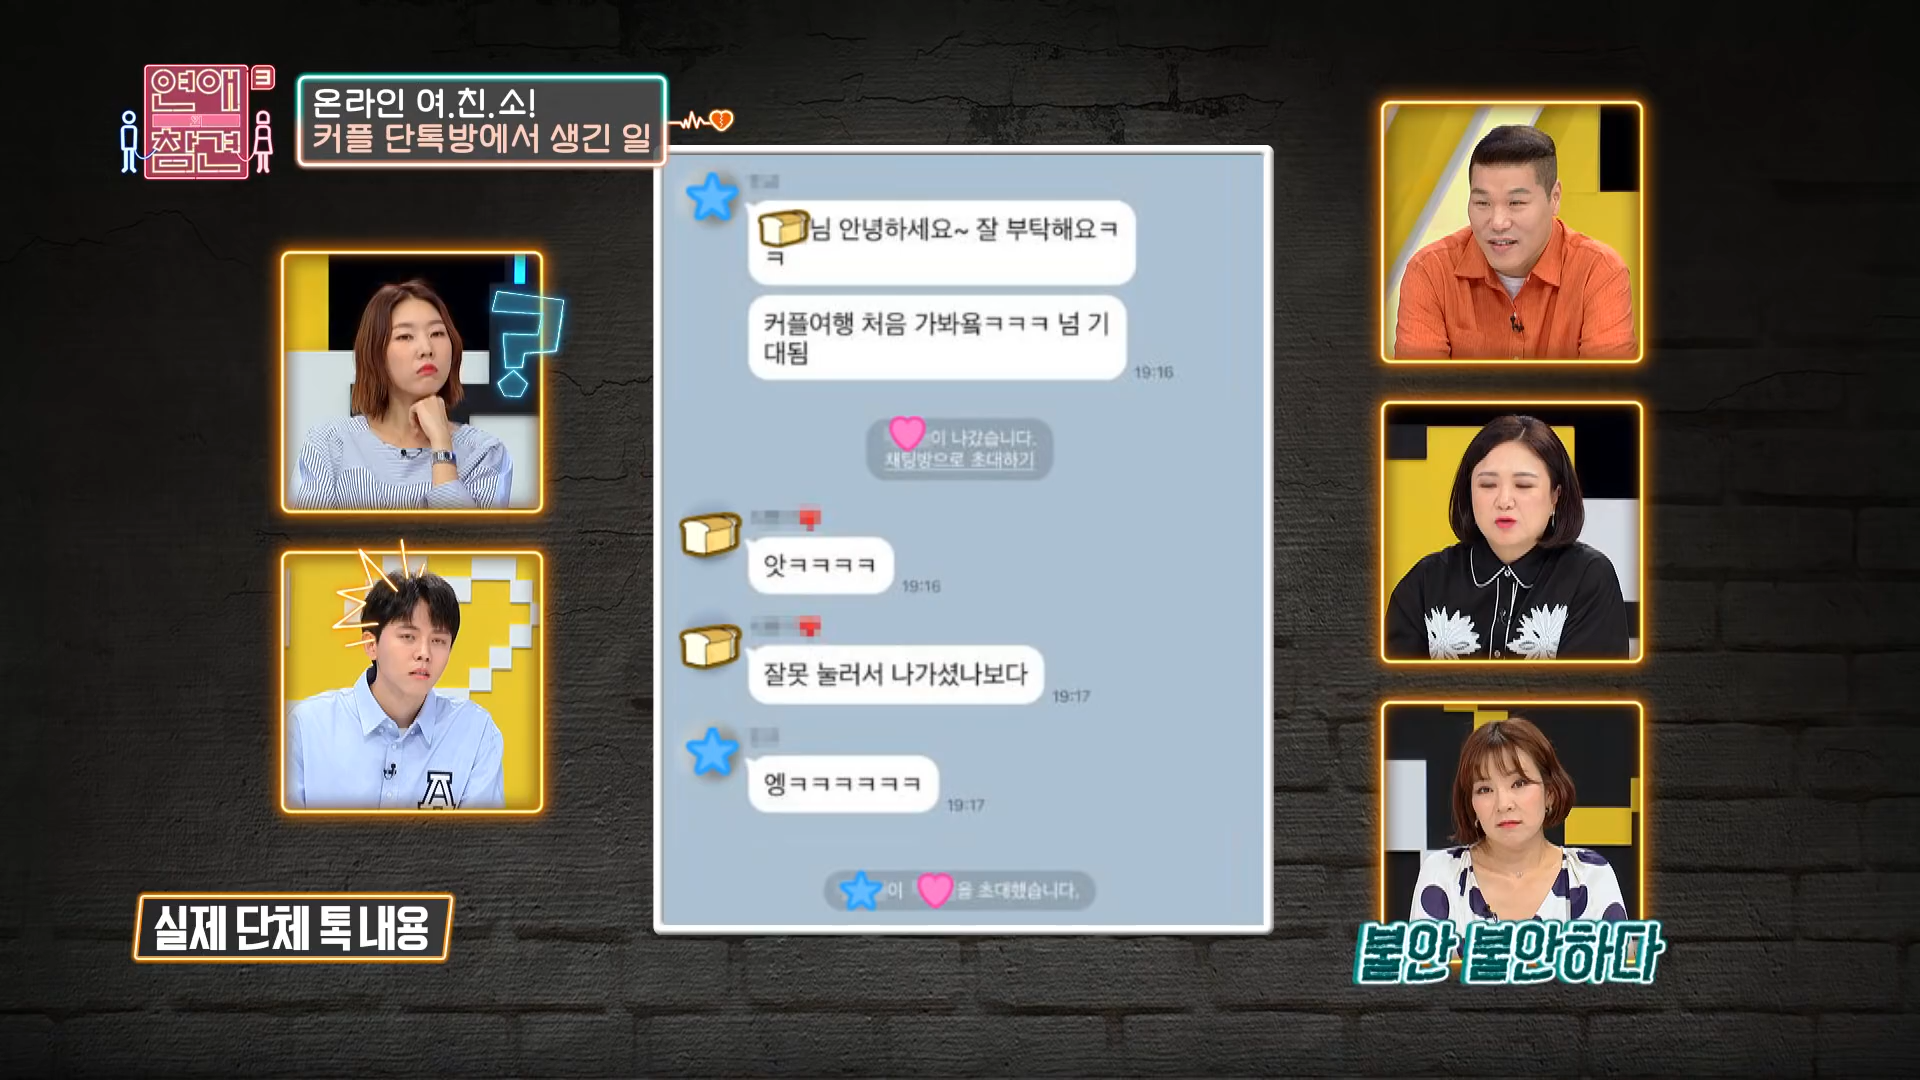 연애의 참견 3
온라인 여.친.소!
커플 단톡방에서 생긴 일
님 안녕하세요~ 잘 부탁해요ㅋ
ㅋ
커플여행 처음 가봐욬ㅋㅋㅋ 넘 기
대됨
19:16
이 나갔습니다.
채팅방으로 초대하기
앗ㅋㅋㅋㅋ
19:16
잘못 눌러서 나가셨나보다
19:17
엥ㅋㅋㅋㅋㅋㅋ
19:17
이 을 초대했습니다.
A
실제 단체 톡 내용
불안 불안하다